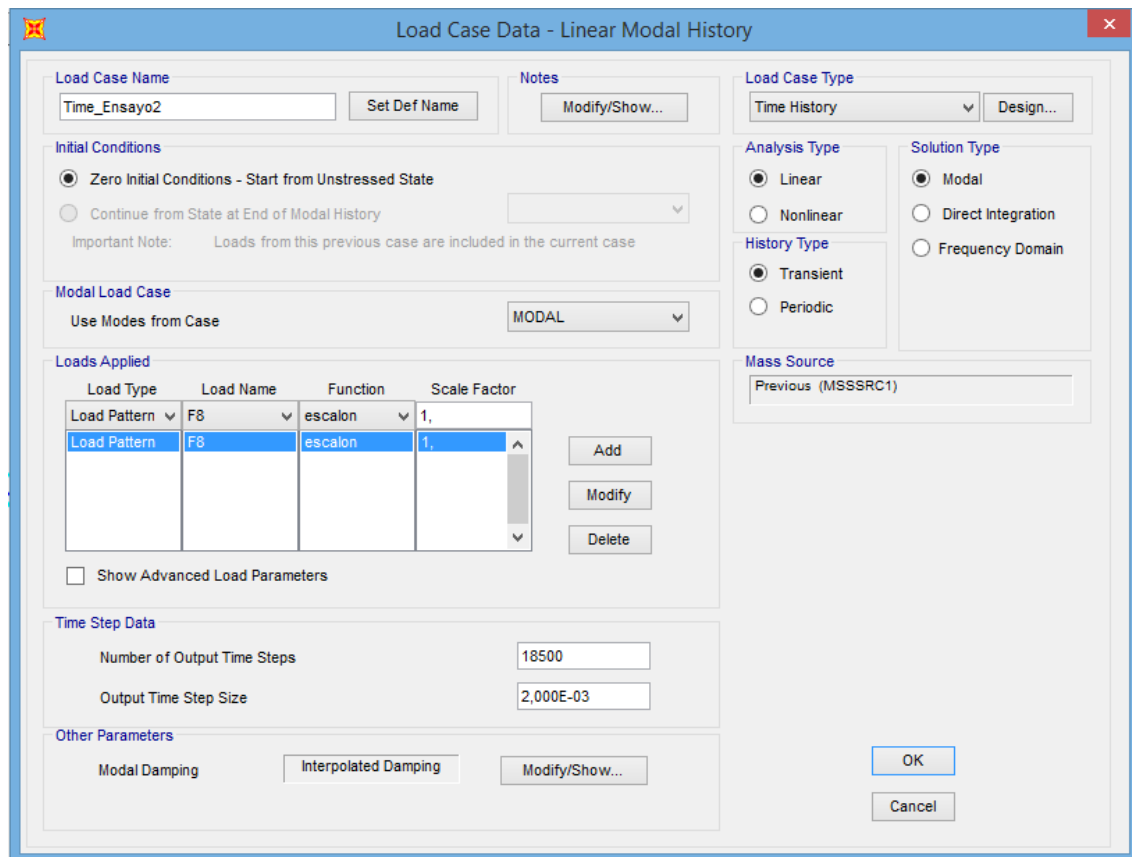 Load Case Data - Linear Modal History
Load Case Name
Time_Ensayo2
Set Def Name
Notes
Modify/Show...
Load Case Type
Time History
Design...
Initial Conditions
Zero Initial Conditions - Start from Unstressed State
Continue from State at End of Modal History
Important Note: Loads from this previous case are included in the current case
Analysis Type
Linear
Nonlinear
Solution Type
Modal
Direct Integration
Frequency Domain
History Type
Transient
Periodic
Modal Load Case
Use Modes from Case
MODAL
Loads Applied
Load Type Load Name Function Scale Factor
Load Pattern F8 escalon 1,
Load Pattern F8 escalon 1,
Add
Modify
Delete
Show Advanced Load Parameters
Mass Source
Previous (MSSSRC1)
Time Step Data
Number of Output Time Steps 18500
Output Time Step Size 2,000E-03
Other Parameters
Modal Damping Interpolated Damping Modify/Show...
OK
Cancel